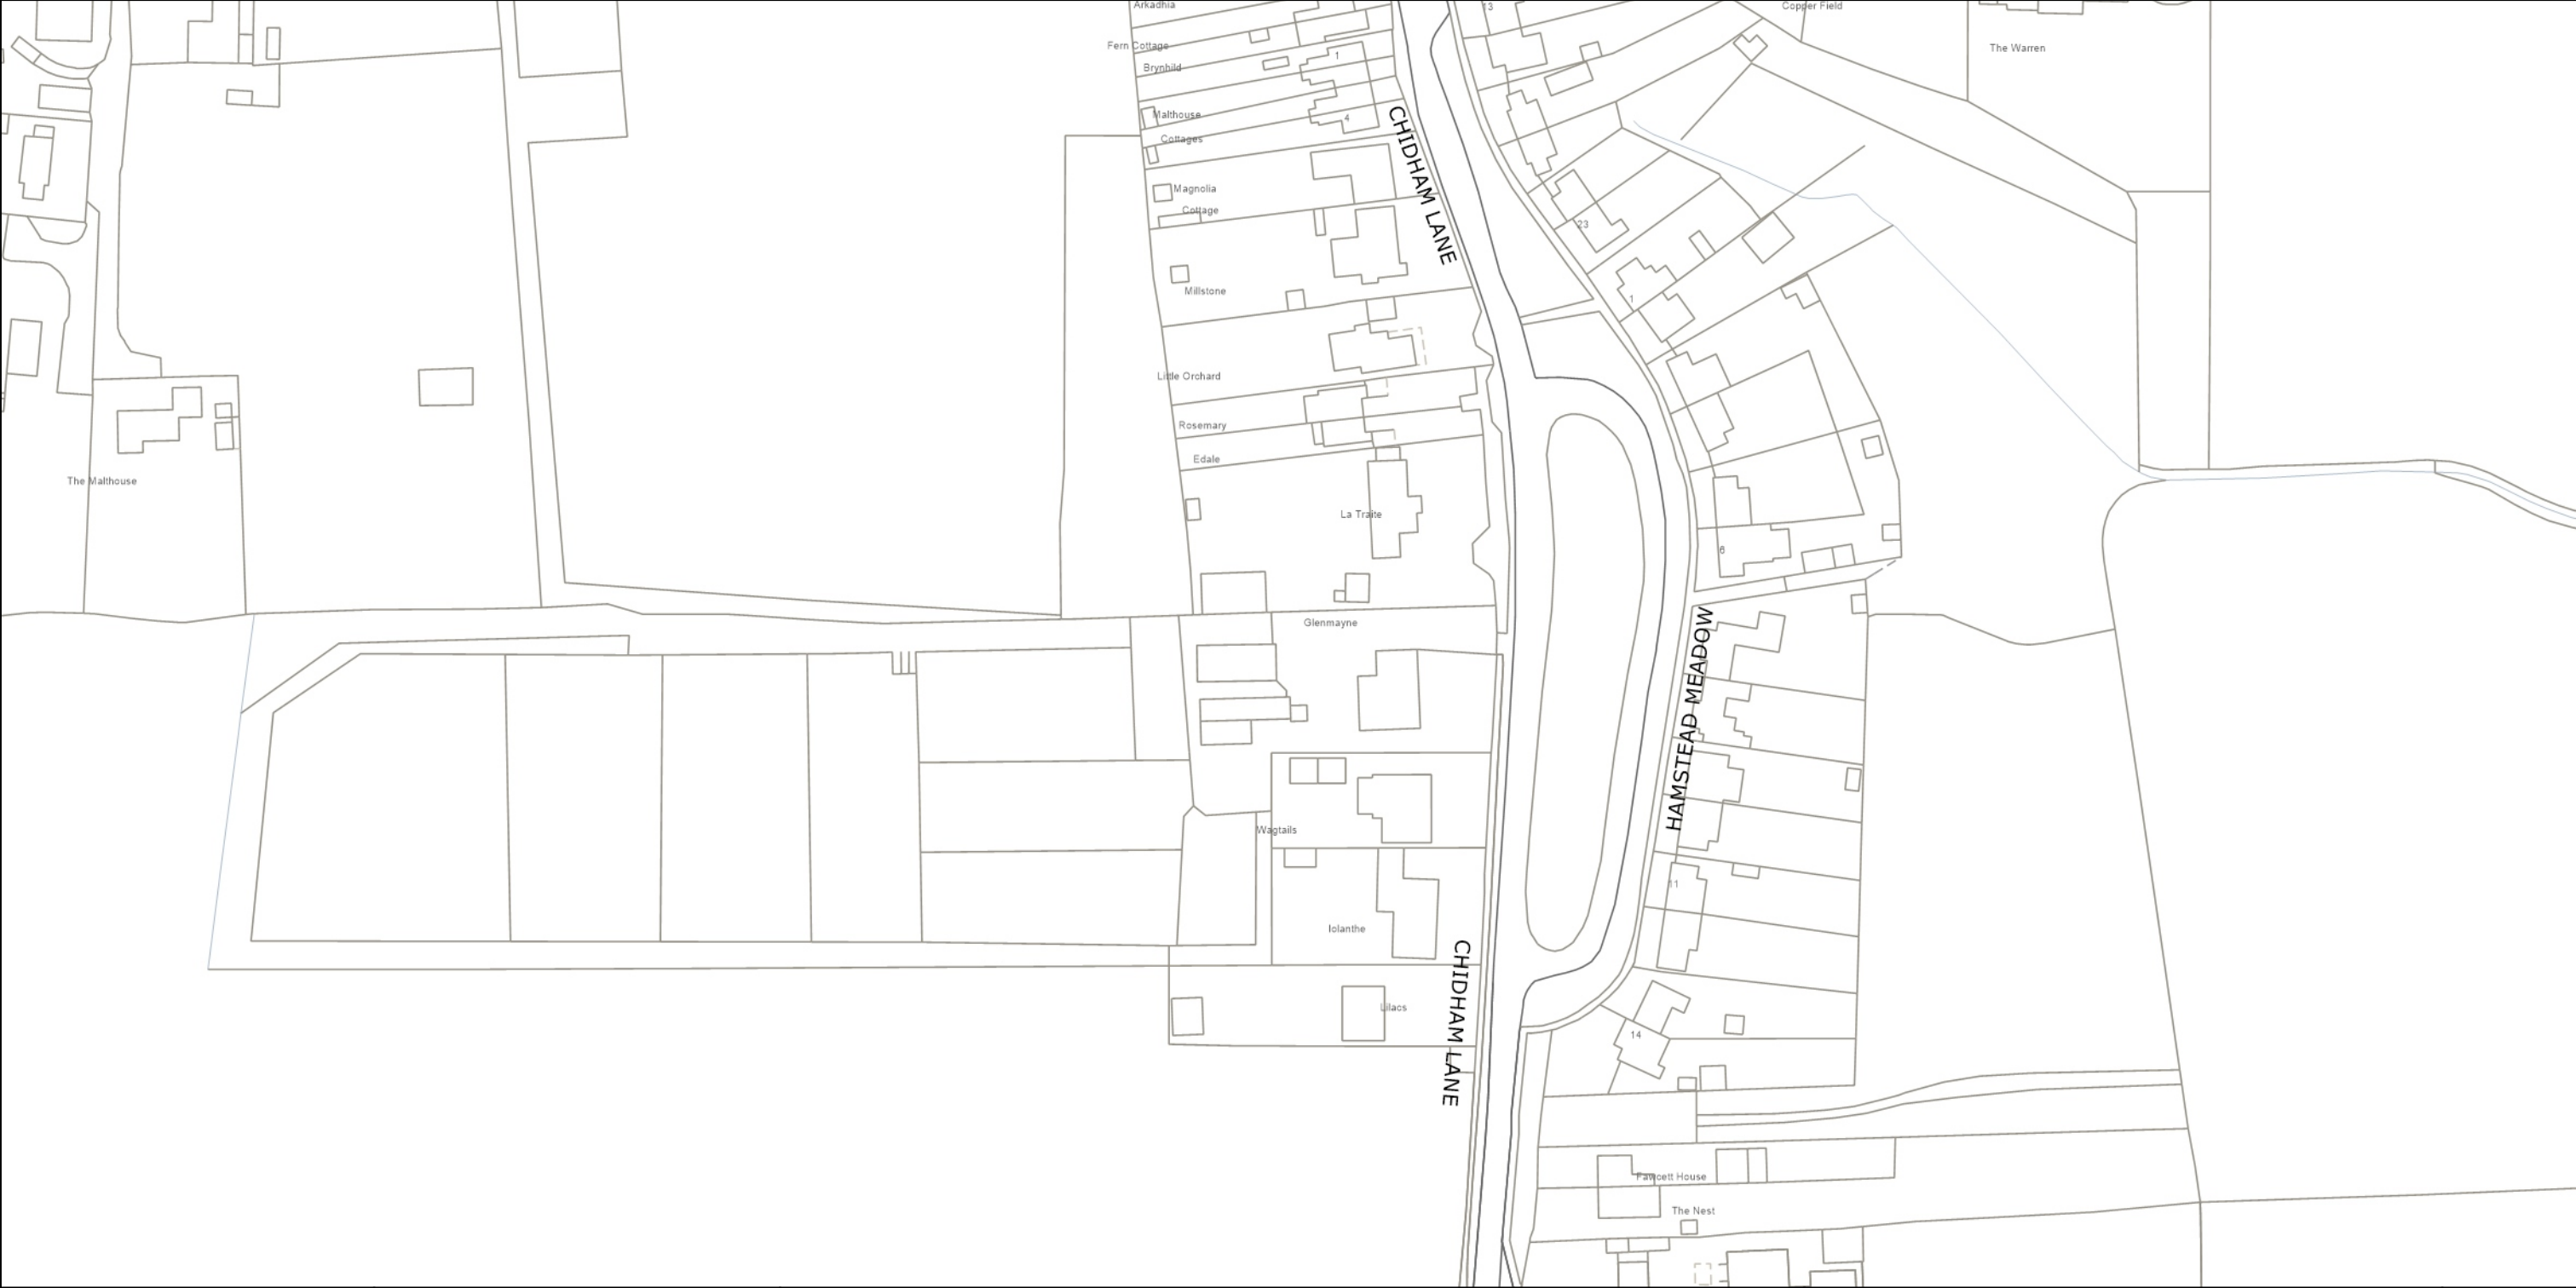 Arkadhia
13
Copper Field
Fern Cottage
The Warren
1
Brynhild
Malthouse
4
Cottages
CHIDHAM LANE
Magnolia
Cottage
23
Millstone
1
Little Orchard
Rosemary
Edale
The Malthouse
La Traite
6
Glenmayne
HAMSTEAD MEADOW
Wagtails
11
Iolanthe
CHIDHAM LANE
Lilacs
14
Fawcett House
The Nest